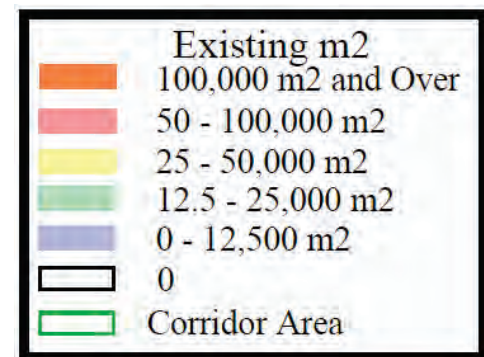 Existing m2
100,000 m2 and Over
50 - 100,000 m2
25 - 50,000 m2
12.5 - 25,000 m2
0 - 12,500 m2
0
Corridor Area